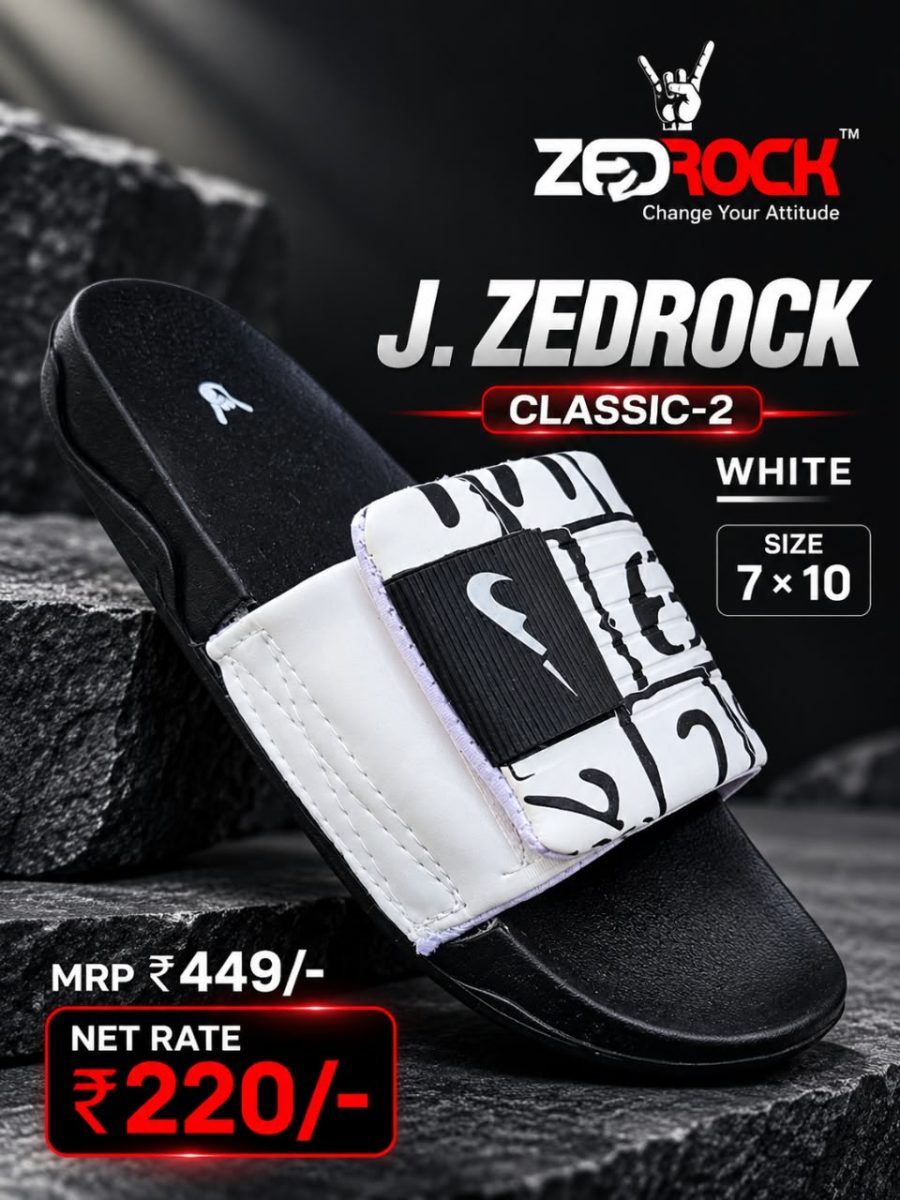 ZEDROCK™
Change Your Attitude
J. ZEDROCK
CLASSIC-2
WHITE
SIZE
7 × 10
MRP ₹449/-
NET RATE
₹220/-